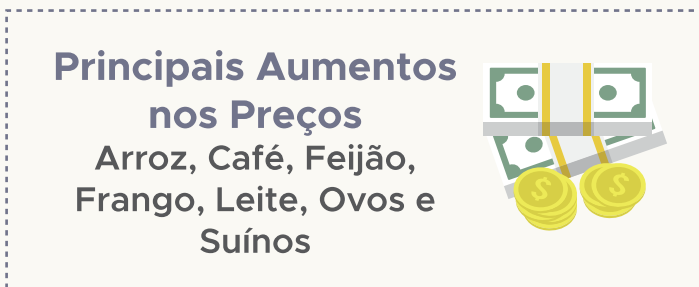 Principais Aumentos
nos Preços
Arroz, Café, Feijão,
Frango, Leite, Ovos e
Suínos